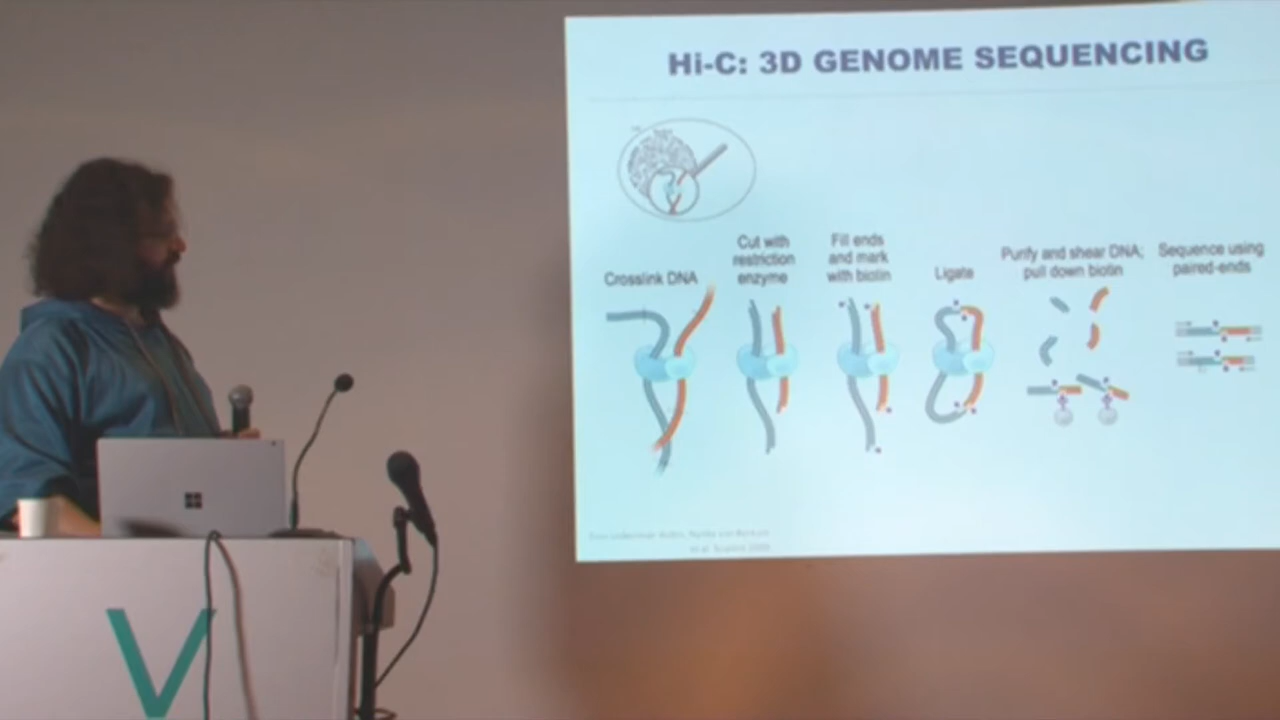 Hi-C: 3D GENOME SEQUENCING
Crosslink DNA
Cut with
restriction
enzyme
Fill ends
and mark
with biotin
Ligate
Purify and shear DNA;
pull down biotin
Sequence using
paired-ends
V